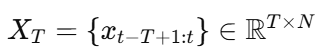 $X_T = \{x_{t-T+1:t}\} \in \mathbb{R}^{T \times N}$